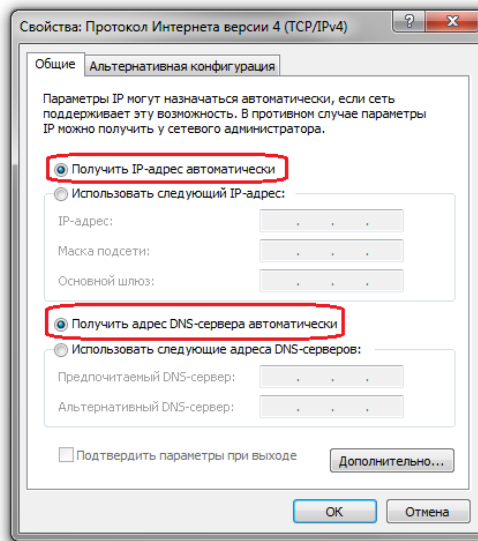 Свойства: Протокол Интернета версии 4 (TCP/IPv4)
Общие
Альтернативная конфигурация
Параметры IP могут назначаться автоматически, если сеть
поддерживает эту возможность. В противном случае параметры
IP можно получить у сетевого администратора.
Получить IP-адрес автоматически
Использовать следующий IP-адрес:
IP-адрес:
Маска подсети:
Основной шлюз:
Получить адрес DNS-сервера автоматически
Использовать следующие адреса DNS-серверов:
Предпочитаемый DNS-сервер:
Альтернативный DNS-сервер:
Подтвердить параметры при выходе
Дополнительно...
OK
Отмена